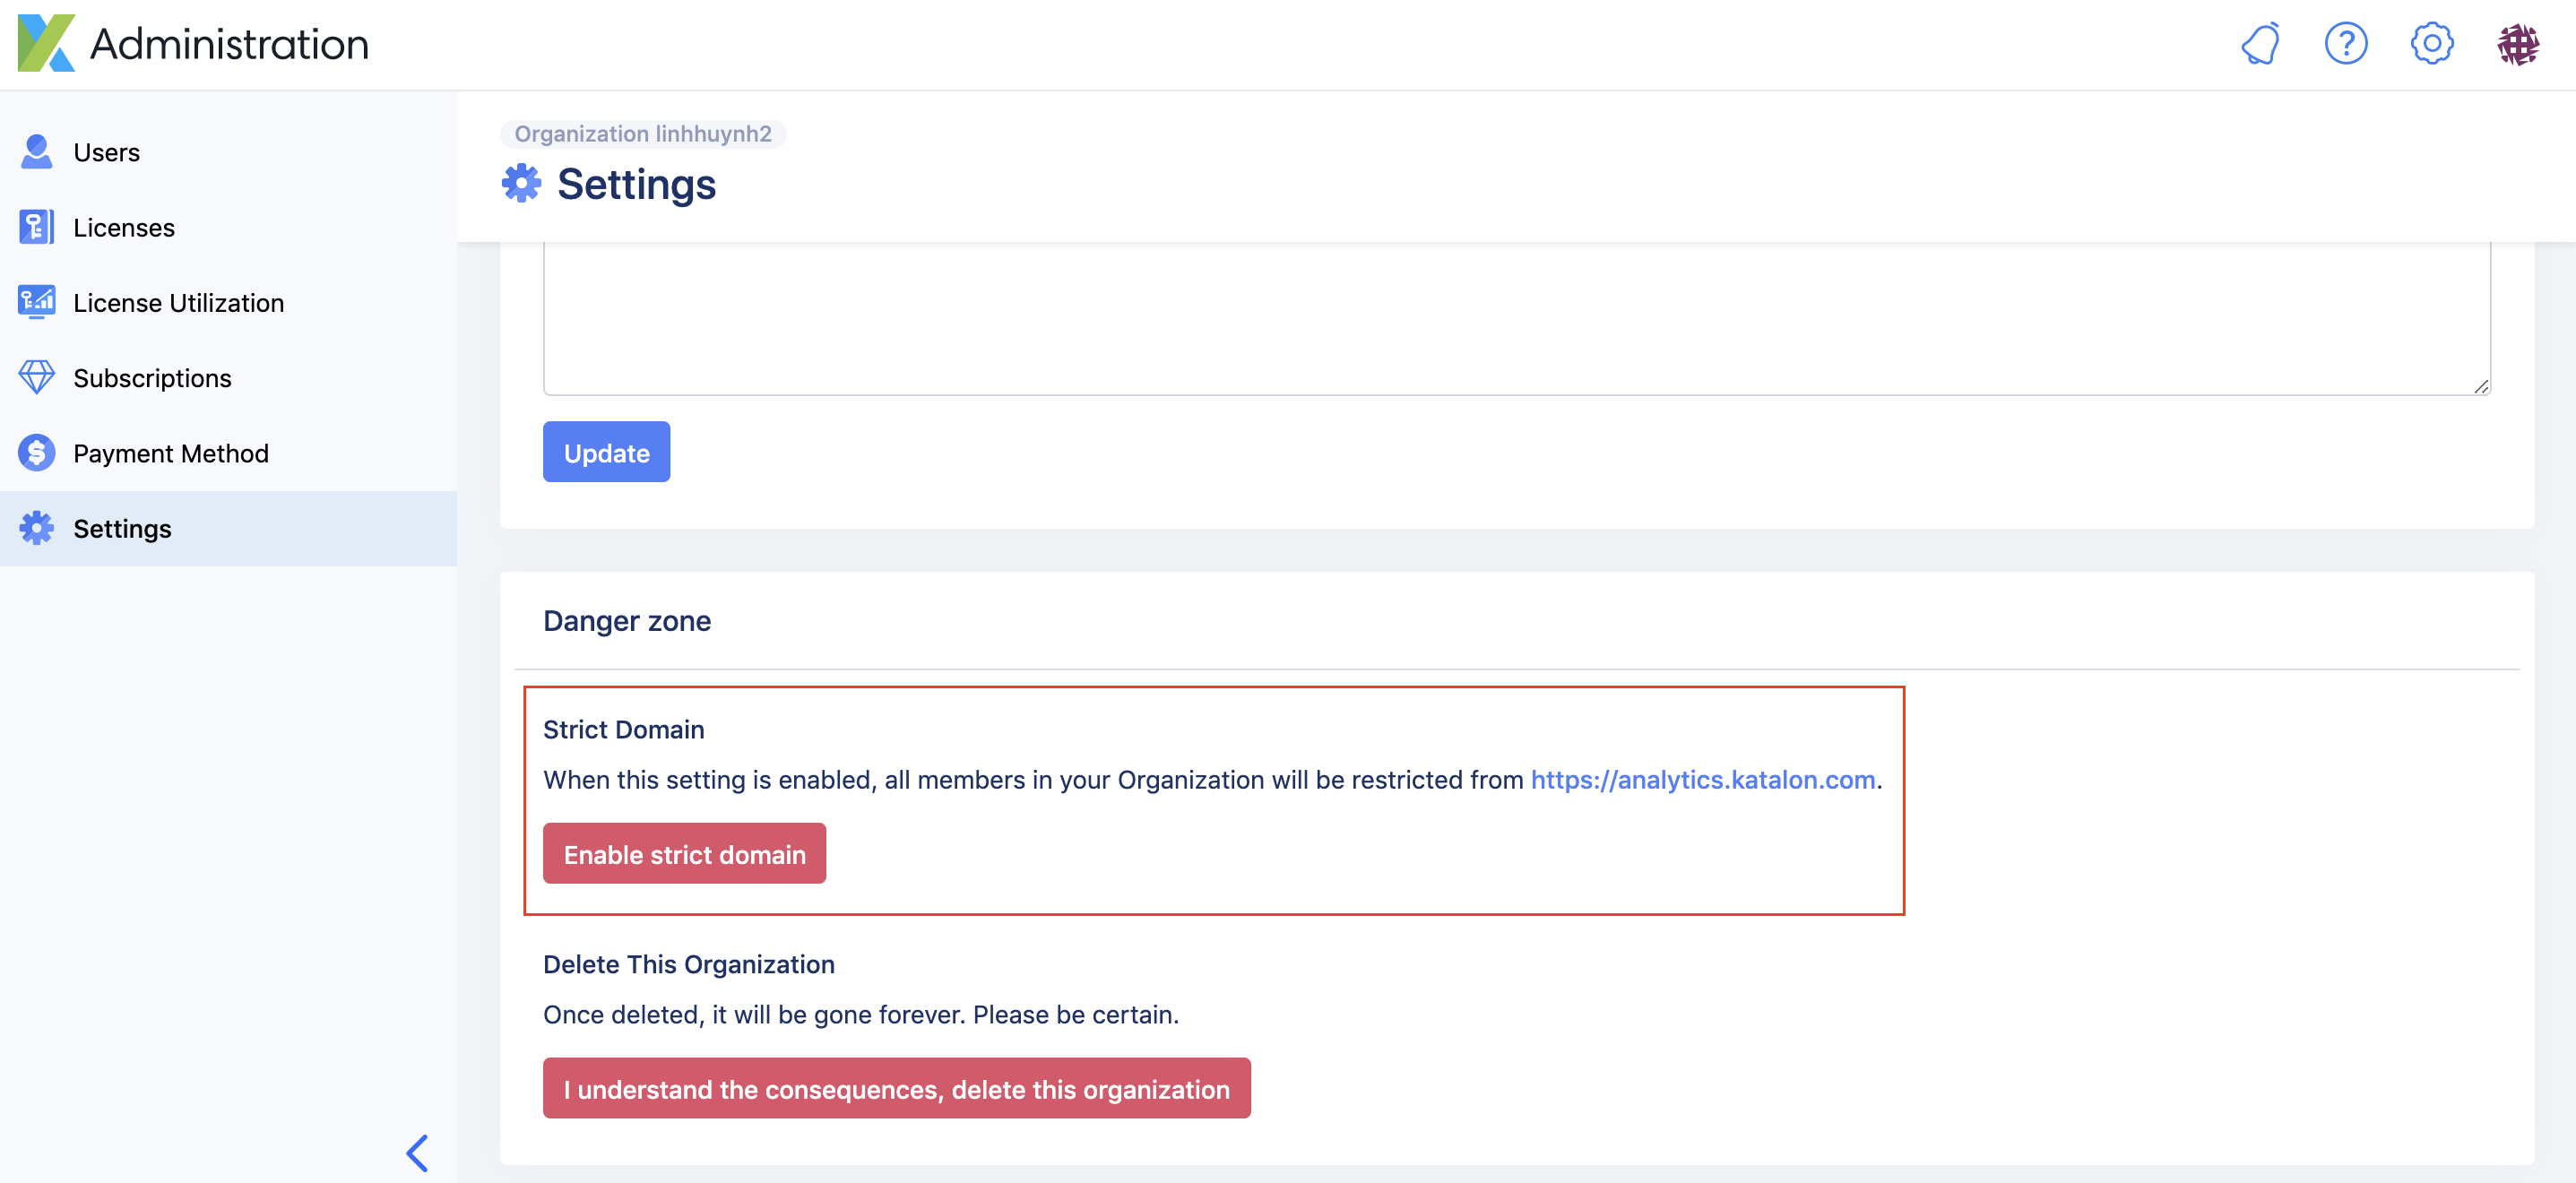 Administration
Users
Licenses
License Utilization
Subscriptions
Payment Method
Settings
Organization linhhuynh2
Settings
Update
Danger zone
Strict Domain
When this setting is enabled, all members in your Organization will be restricted from https://analytics.katalon.com.
Enable strict domain
Delete This Organization
Once deleted, it will be gone forever. Please be certain.
I understand the consequences, delete this organization